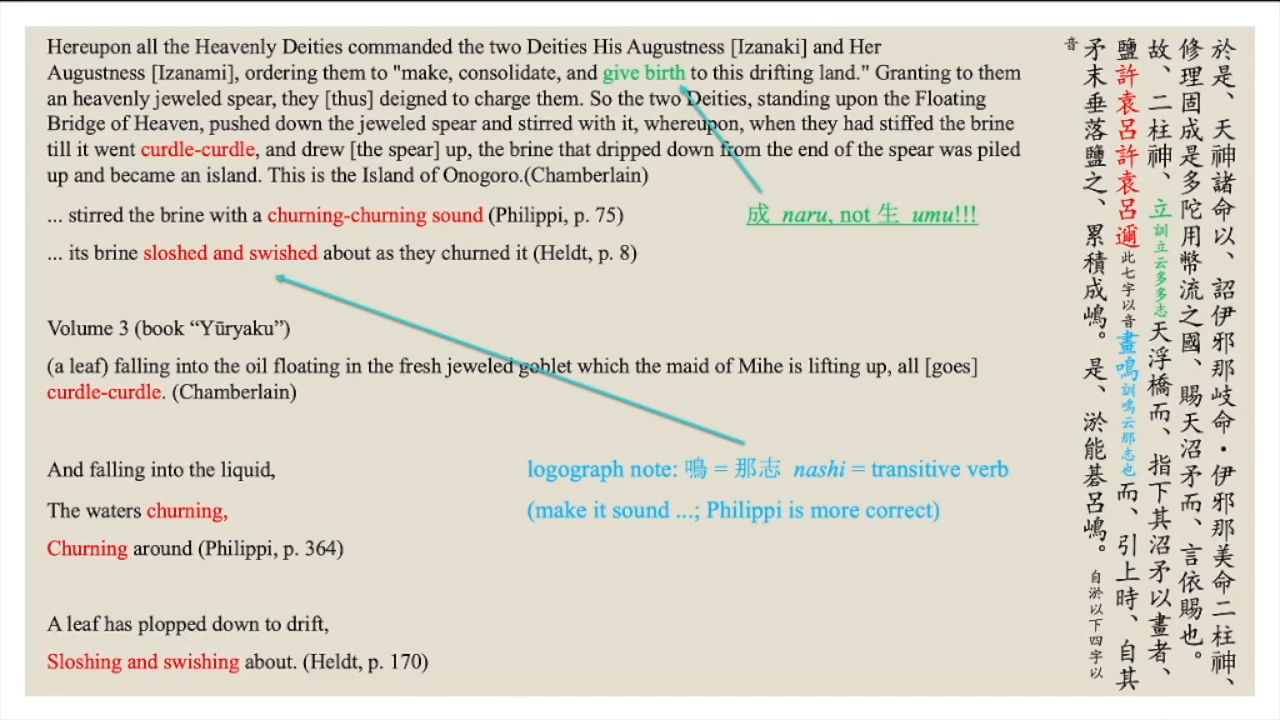 Hereupon all the Heavenly Deities commanded the two Deities His Augustness [Izanaki] and Her
Augustness [Izanami], ordering them to "make, consolidate, and give birth to this drifting land." Granting to them
an heavenly jeweled spear, they [thus] deigned to charge them. So the two Deities, standing upon the Floating
Bridge of Heaven, pushed down the jeweled spear and stirred with it, whereupon, when they had stiffed the brine
till it went curdle-curdle, and drew [the spear] up, the brine that dripped down from the end of the spear was piled
up and became an island. This is the Island of Onogoro.(Chamberlain)
... stirred the brine with a churning-churning sound (Philippi, p. 75)
成 naru, not 生 umu!!!
... its brine sloshed and swished about as they churned it (Heldt, p. 8)
Volume 3 (book “Yūryaku”)
(a leaf) falling into the oil floating in the fresh jeweled goblet which the maid of Mihe is lifting up, all [goes]
curdle-curdle. (Chamberlain)
And falling into the liquid,
The waters churning,
Churning around (Philippi, p. 364)
logograph note: 鳴 = 那志 nashi = transitive verb
(make it sound ...; Philippi is more correct)
A leaf has plopped down to drift,
Sloshing and swishing about. (Heldt, p. 170)
於是、天神諸命以、詔伊邪那岐命・伊邪那美命二柱神、
修理固成是多陀用幣流之國、賜天沼矛而、言依賜也。
故、二柱神、立訓立云多多志天浮橋而、指下其沼矛以畫者、
鹽許袁呂許袁呂邇此七字以音畫鳴訓鳴云那志也而、引上時、自其
矛末垂落鹽之、累積成嶋。是、淤能碁呂嶋。自淤以下四字以
音